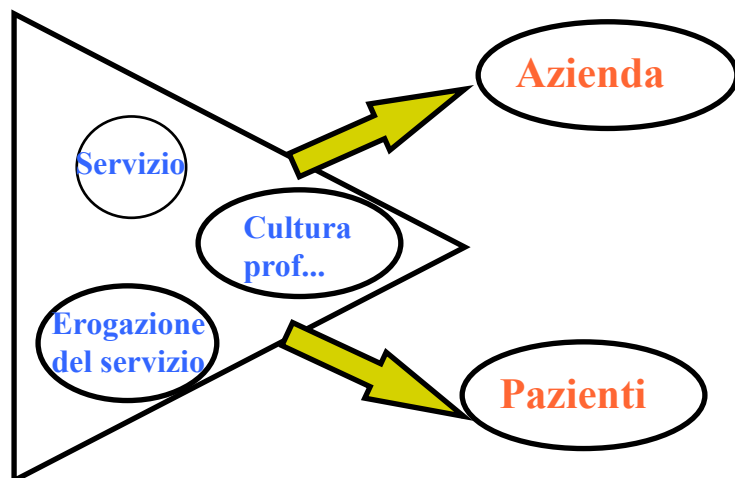 Azienda
Servizio
Cultura
prof...
Erogazione
del servizio
Pazienti